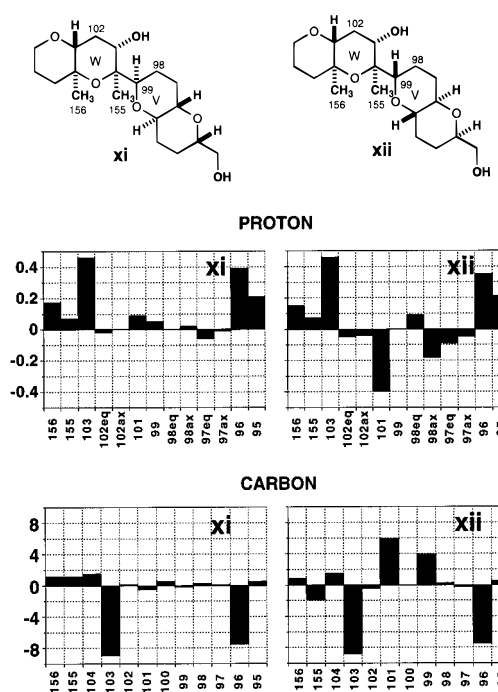 102 H OH
O W
O
CH3 CH3
156 155
H 98
99
O V
H H
O
H
OH
xi
102 H OH
O W
O
CH3 CH3
156 155
H 98
99
O V
H H
O
H
OH
xii
PROTON
0.4 0.2 0 -0.2 -0.4
xi
156 155 103 102eq 102ax 101 99 98eq 98ax 97eq 97ax 96 95
xii
156 155 103 102eq 102ax 101 99 98eq 98ax 97eq 97ax 96
CARBON
8 4 0 -4 -8
xi
156 155 104 103 102 101 100 99 98 97 96 95
xii
156 155 104 103 102 101 100 99 98 97 96